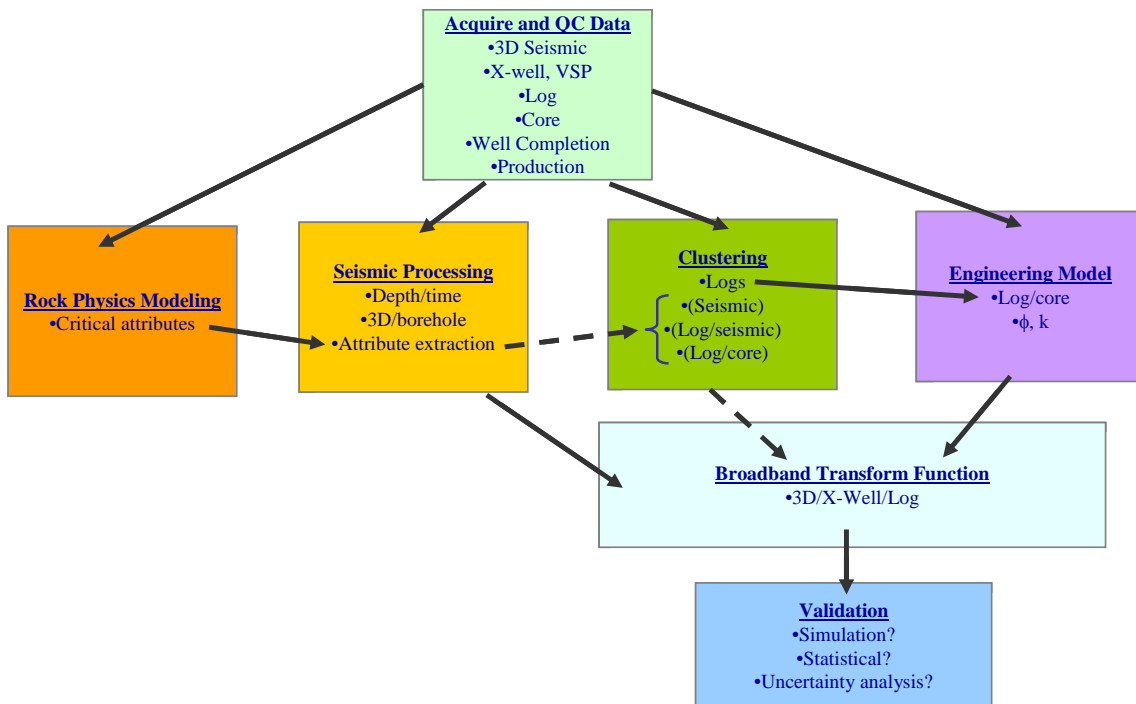 Acquire and QC Data
•3D Seismic
•X-well, VSP
•Log
•Core
•Well Completion
•Production
Rock Physics Modeling
•Critical attributes
Seismic Processing
•Depth/time
•3D/borehole
•Attribute extraction
Clustering
•Logs
•(Seismic)
•(Log/seismic)
•(Log/core)
Engineering Model
•Log/core
•ϕ, k
Broadband Transform Function
•3D/X-Well/Log
Validation
•Simulation?
•Statistical?
•Uncertainty analysis?